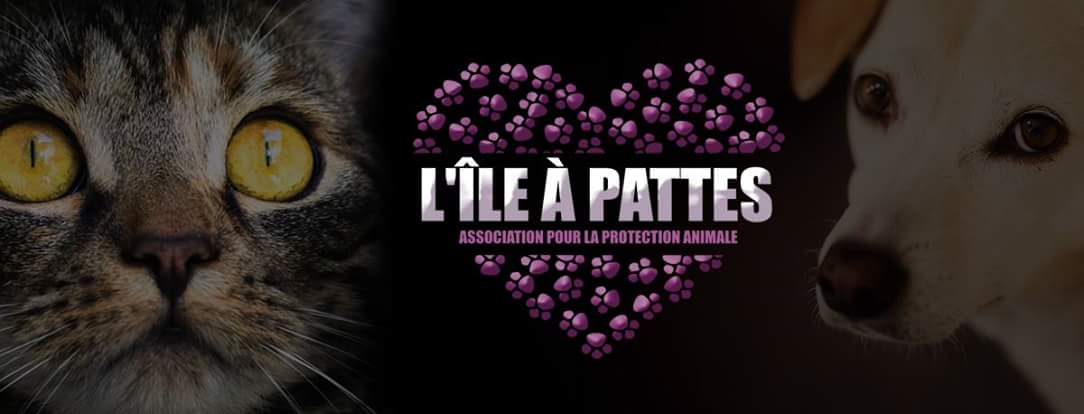 L'ÎLE À PATTES
ASSOCIATION POUR LA PROTECTION ANIMALE